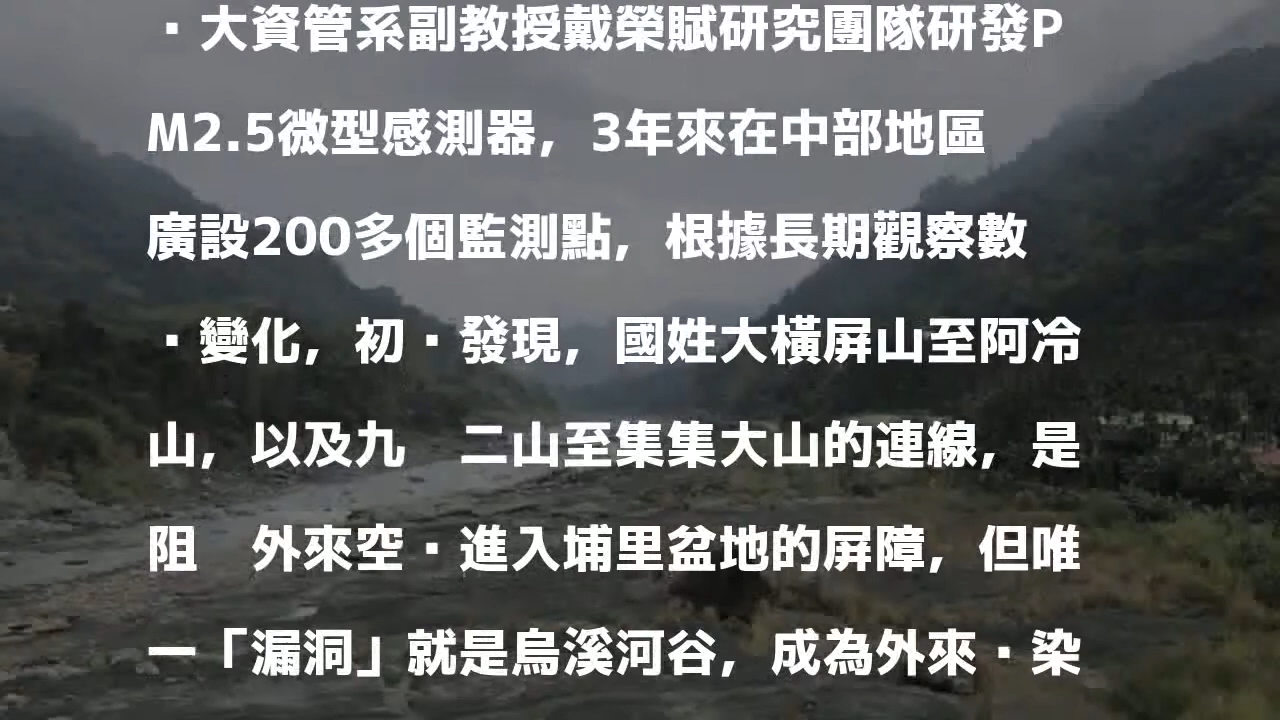 ▪大資管系副教授戴榮賦研究團隊研發P
M2.5微型感測器，3年來在中部地區
廣設200多個監測點，根據長期觀察數
▪變化，初▪發現，國姓大橫屏山至阿冷
山，以及九　二山至集集大山的連線，是
阻　外來空▪進入埔里盆地的屏障，但唯
一「漏洞」就是烏溪河谷，成為外來▪染